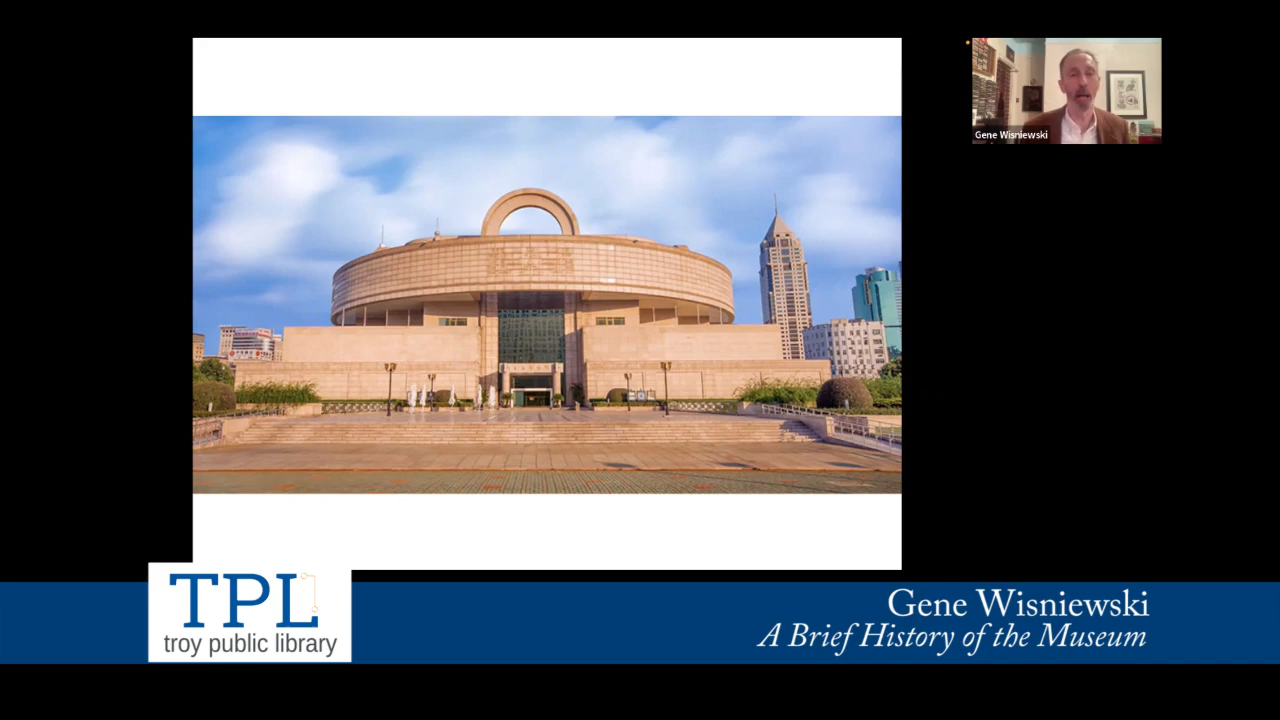 Gene Wisniewski
TPL
troy public library
Gene Wisniewski
A Brief History of the Museum